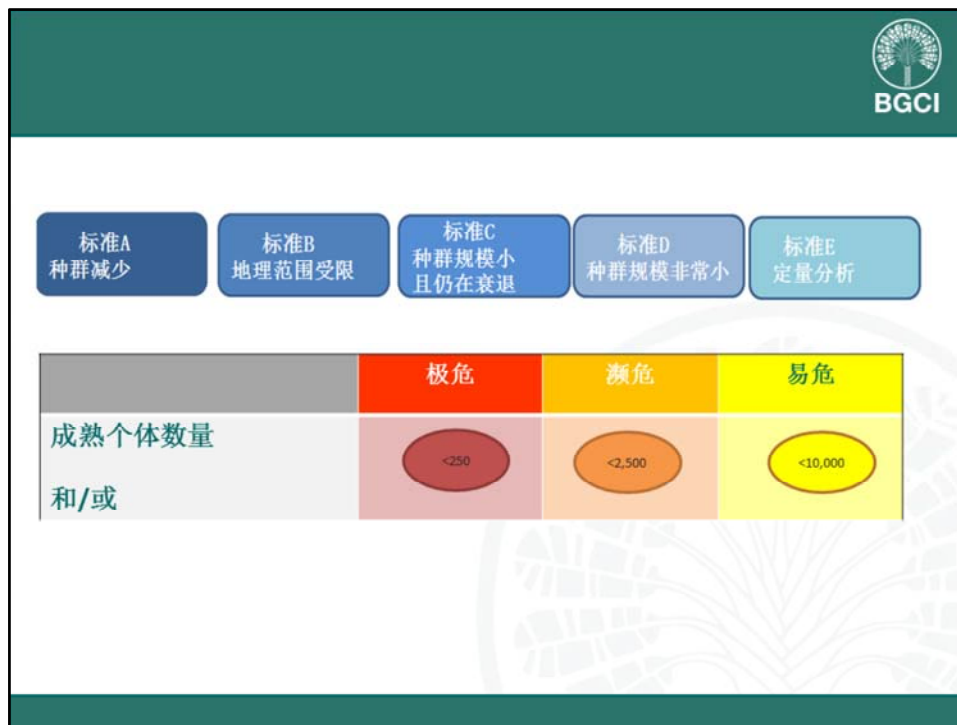 BGCI
标准A
种群减少
标准B
地理范围受限
标准C
种群规模小
且仍在衰退
标准D
种群规模非常小
标准E
定量分析
极危
濒危
易危
成熟个体数量
和/或
<250
<2,500
<10,000